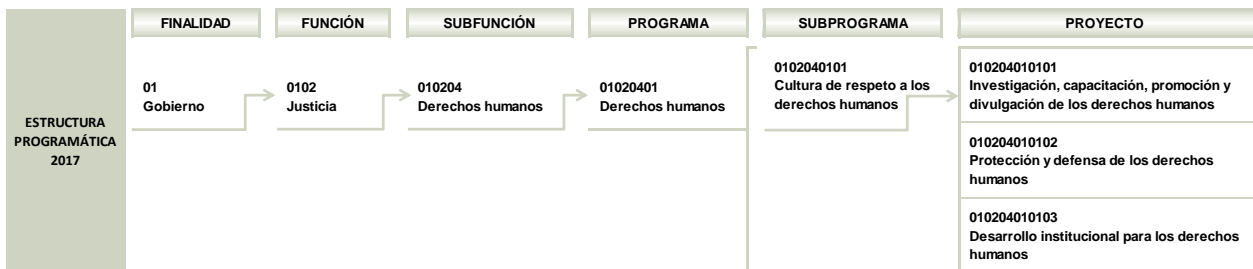 FINALIDAD
FUNCIÓN
SUBFUNCIÓN
PROGRAMA
SUBPROGRAMA
PROYECTO
ESTRUCTURA
PROGRAMÁTICA
2017
01
Gobierno
0102
Justicia
010204
Derechos humanos
01020401
Derechos humanos
0102040101
Cultura de respeto a los
derechos humanos
010204010101
Investigación, capacitación, promoción y
divulgación de los derechos humanos
010204010102
Protección y defensa de los derechos
humanos
010204010103
Desarrollo institucional para los derechos
humanos